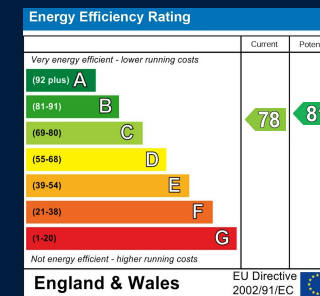 Energy Efficiency Rating
Current
Very energy efficient - lower running costs
(92 plus) A
(81-91) B
(69-80) C
(55-68) D
(39-54) E
(21-38) F
(1-20) G
78
Not energy efficient - higher running costs
England & Wales
EU Directive
2002/91/EC